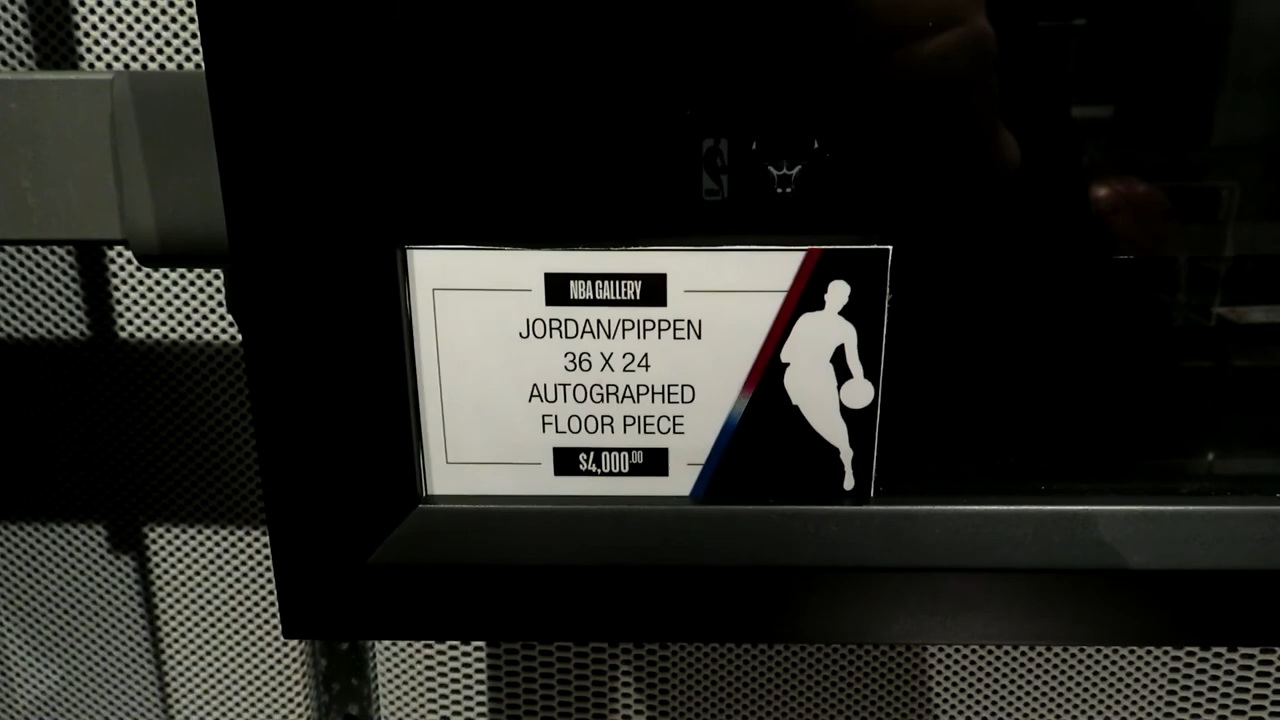 NBA GALLERY
JORDAN/PIPPEN
36 X 24
AUTOGRAPHED
FLOOR PIECE
$4,000.00